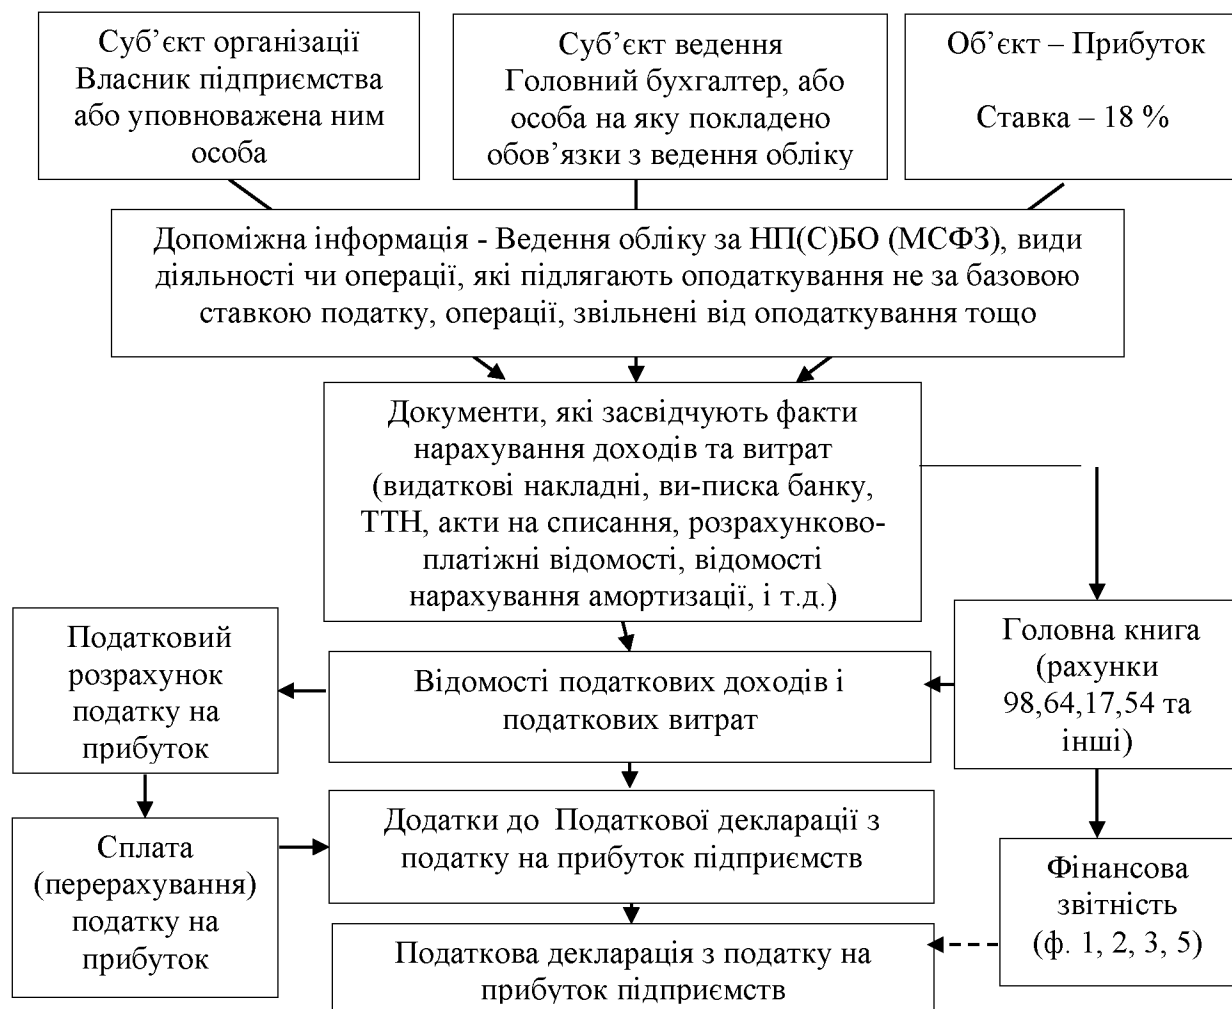 Суб’єкт організації
Власник підприємства
або уповноважена ним
особа
Суб’єкт ведення
Головний бухгалтер, або
особа на яку покладено
обов’язки з ведення обліку
Об’єкт – Прибуток
Ставка – 18 %
Допоміжна інформація - Ведення обліку за НП(С)БО (МСФЗ), види
діяльності чи операції, які підлягають оподаткування не за базовою
ставкою податку, операції, звільнені від оподаткування тощо
Документи, які засвідчують факти
нарахування доходів та витрат
(видаткові накладні, ви-писка банку,
ТТН, акти на списання, розрахунково-
платіжні відомості, відомості
нарахування амортизації, і т.д.)
Податковий
розрахунок
податку на
прибуток
Відомості податкових доходів і
податкових витрат
Головна книга
(рахунки
98,64,17,54 та
інші)
Сплата
(перерахування)
податку на
прибуток
Додатки до Податкової декларації з
податку на прибуток підприємств
Фінансова
звітність
(ф. 1, 2, 3, 5)
Податкова декларація з податку на
прибуток підприємств